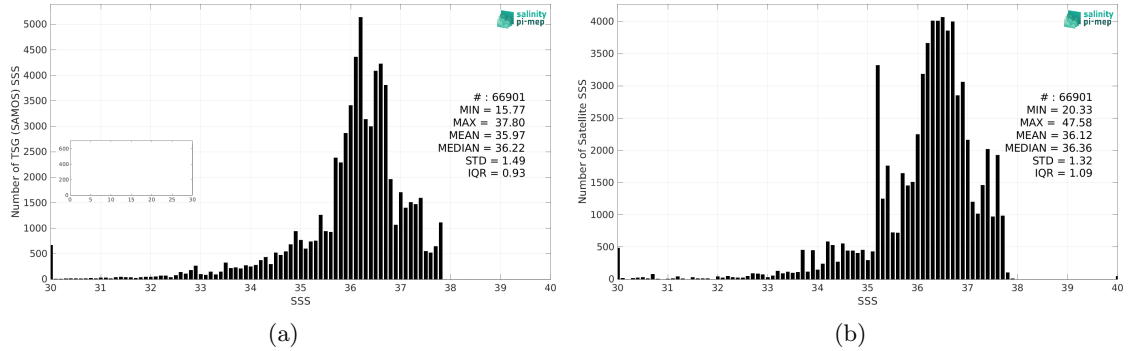 5000
4500
4000
3500
3000
2500
2000
1500
1000
500
0
Number of TSG (SAMOS) SSS
salinity
pi-mep
# : 66901
MIN = 15.77
MAX = 37.80
MEAN = 35.97
MEDIAN = 36.22
STD = 1.49
IQR = 0.93
600
400
200
0
0 5 10 15 20 25 30
30 31 32 33 34 35 36 37 38 39 40
SSS
(a)
4000
3500
3000
2500
2000
1500
1000
500
0
Number of Satellite SSS
salinity
pi-mep
# : 66901
MIN = 20.33
MAX = 47.58
MEAN = 36.12
MEDIAN = 36.36
STD = 1.32
IQR = 1.09
30 31 32 33 34 35 36 37 38 39 40
SSS
(b)